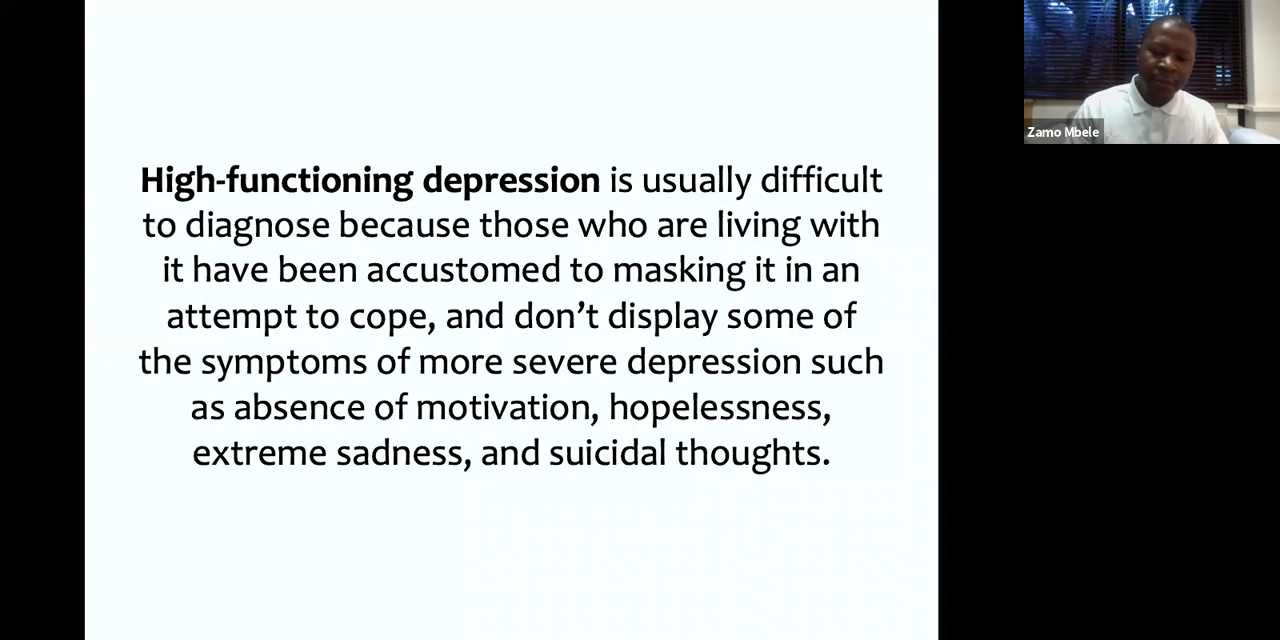 High-functioning depression is usually difficult
to diagnose because those who are living with
it have been accustomed to masking it in an
attempt to cope, and don’t display some of
the symptoms of more severe depression such
as absence of motivation, hopelessness,
extreme sadness, and suicidal thoughts.
Zamo Mbele